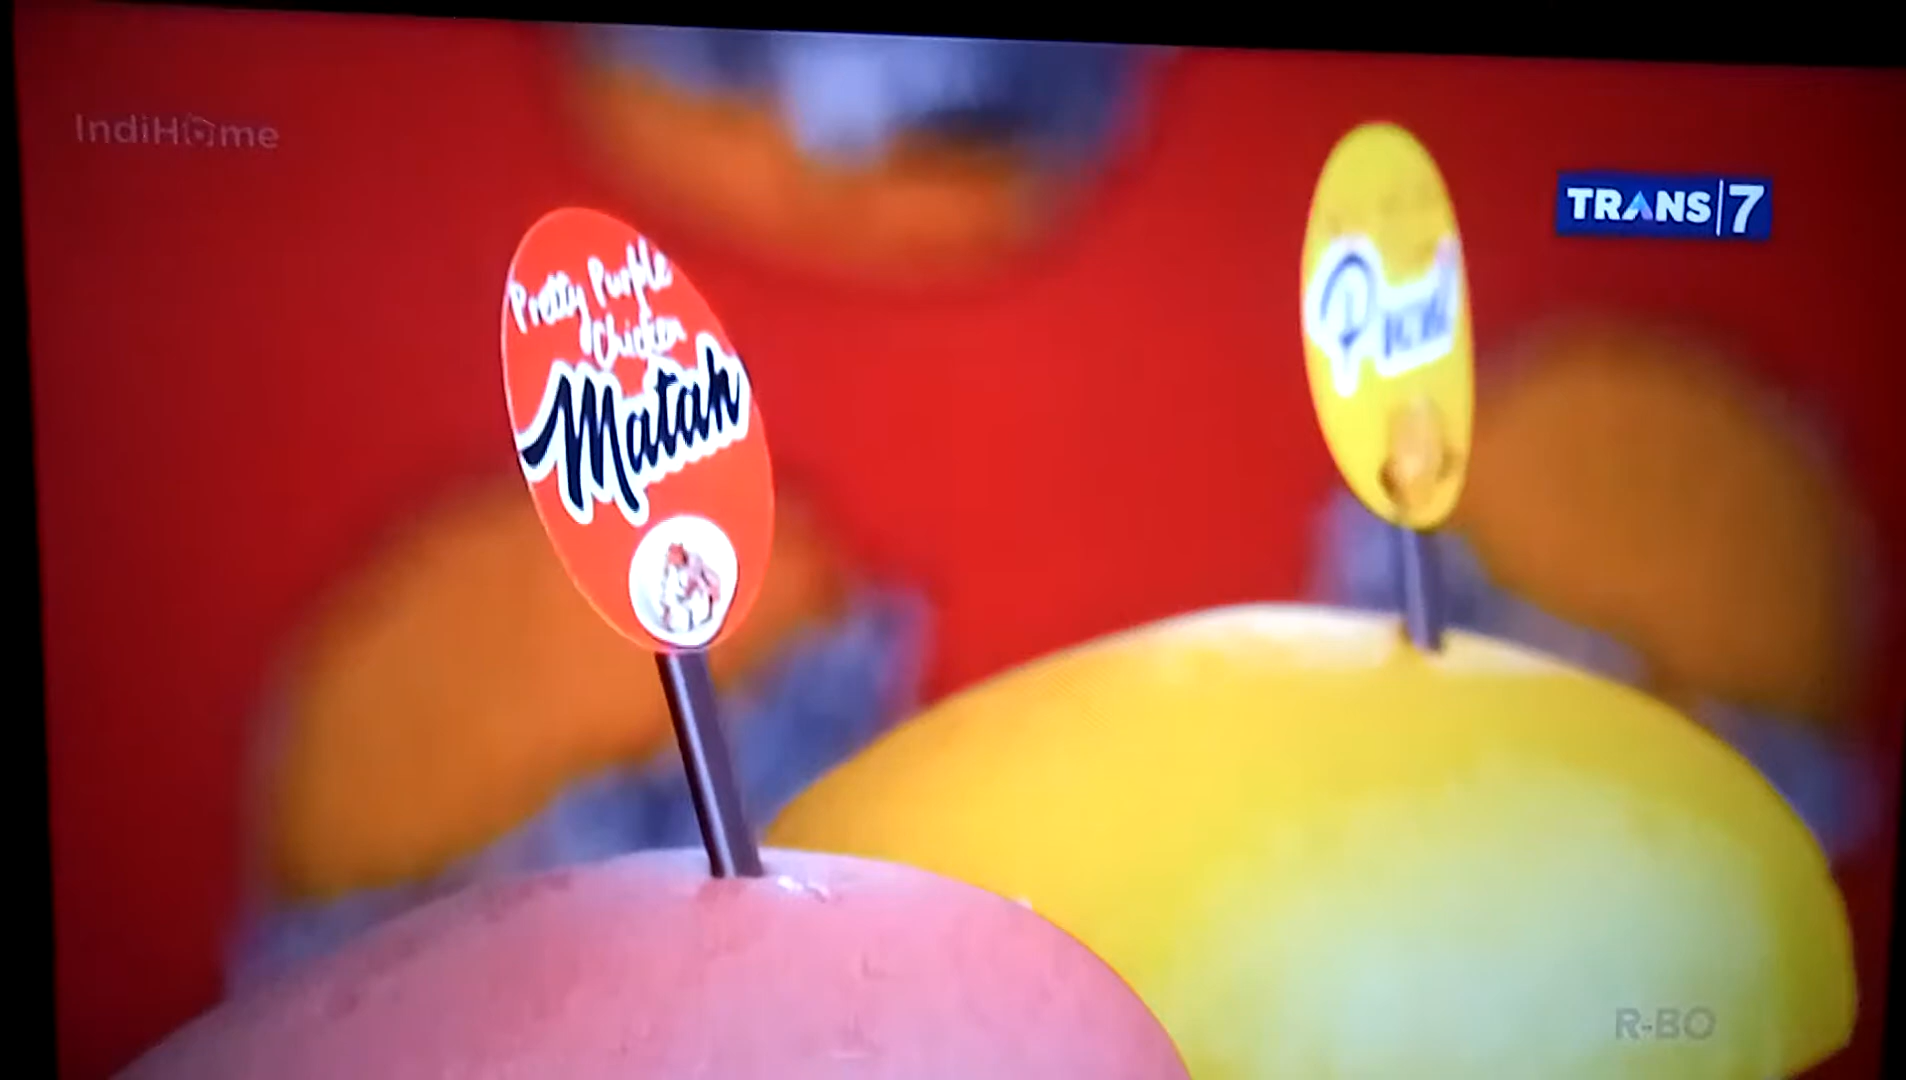 IndiHome
TRANS|7
Pretty Purple
Chicken
Matah
R-BO